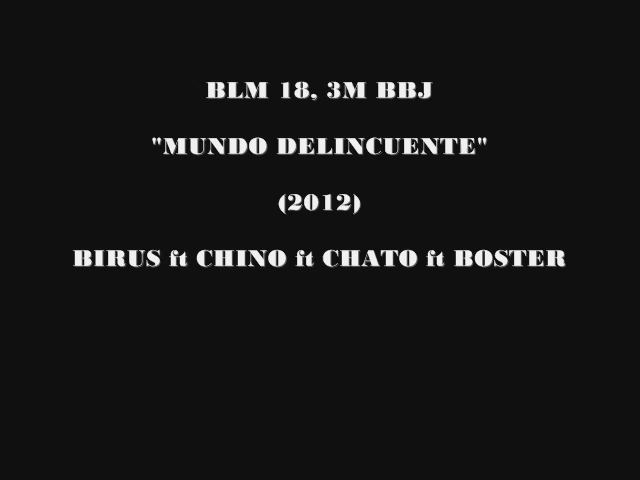 BLM 18, 3M BBJ
"MUNDO DELINCUENTE"
(2012)
BIRUS ft CHINO ft CHATO ft BOSTER